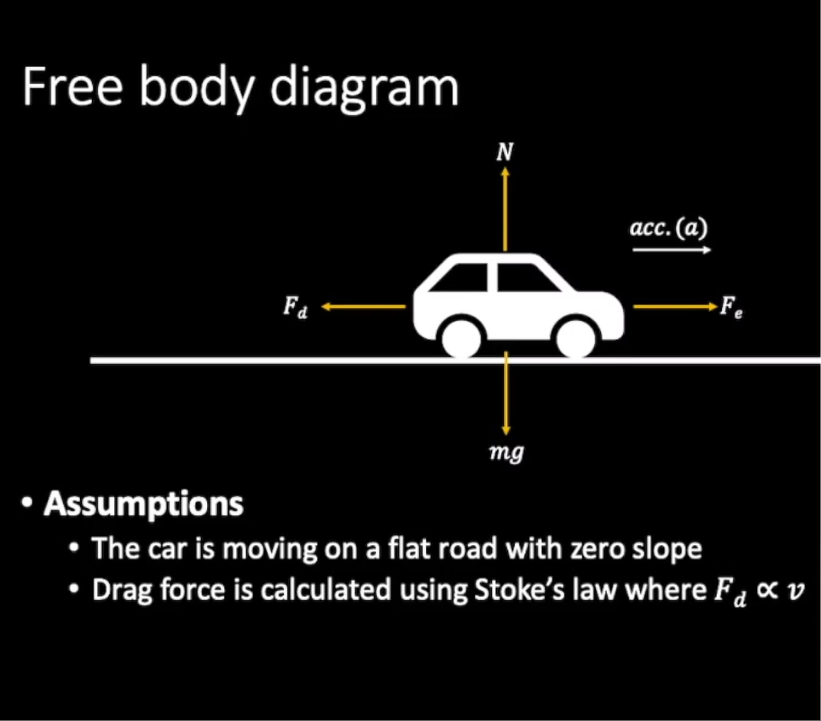 Free body diagram
N
acc. (a)
F_d
F_e
mg
• Assumptions
• The car is moving on a flat road with zero slope
• Drag force is calculated using Stoke’s law where F_d ∝ v